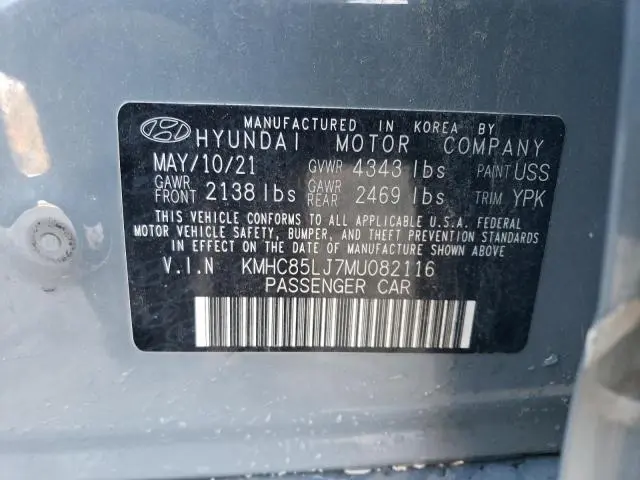 MANUFACTURED IN KOREA BY
HYUNDAI MOTOR COMPANY
MAY/10/21 GVWR 4343 lbs PAINT USS
GAWR FRONT 2138 lbs GAWR REAR 2469 lbs TRIM YPK
THIS VEHICLE CONFORMS TO ALL APPLICABLE U.S.A. FEDERAL
MOTOR VEHICLE SAFETY, BUMPER, AND THEFT PREVENTION STANDARDS
IN EFFECT ON THE DATE OF MANUFACTURE SHOWN ABOVE
V.I.N KMHC85LJ7MU082116
PASSENGER CAR